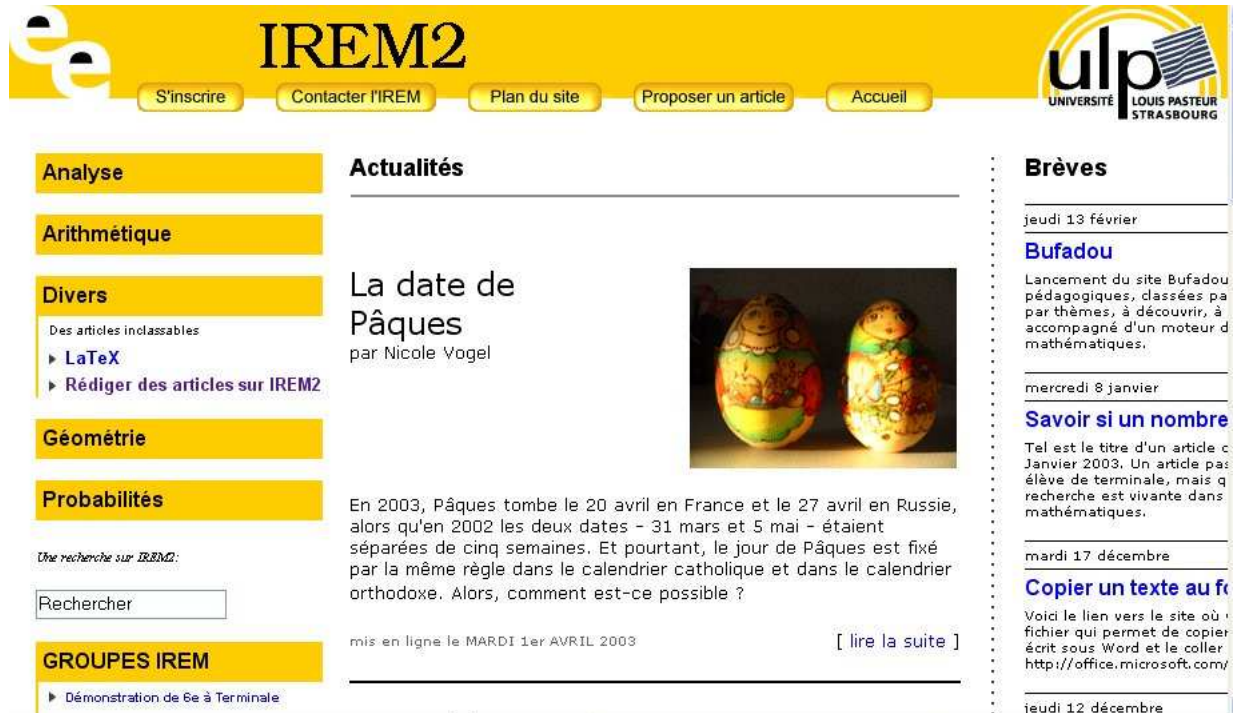 IREM2
S'inscrire
Contacter l'IREM
Plan du site
Proposer un article
Accueil
ulp
UNIVERSITÉ LOUIS PASTEUR
STRASBOURG
Analyse
Arithmétique
Divers
Des articles inclassables
LaTeX
Rédiger des articles sur IREM2
Géométrie
Probabilités
Une recherche sur IREM2:
Rechercher
GROUPES IREM
Démonstration de 6e à Terminale
Actualités
La date de
Pâques
par Nicole Vogel
En 2003, Pâques tombe le 20 avril en France et le 27 avril en Russie,
alors qu'en 2002 les deux dates - 31 mars et 5 mai - étaient
séparées de cinq semaines. Et pourtant, le jour de Pâques est fixé
par la même règle dans le calendrier catholique et dans le calendrier
orthodoxe. Alors, comment est-ce possible ?
mis en ligne le MARDI 1er AVRIL 2003
[ lire la suite ]
Brèves
jeudi 13 février
Bufadou
Lancement du site Bufadou
pédagogiques, classées pa
par thèmes, à découvrir, à
accompagné d'un moteur d
mathématiques.
mercredi 8 janvier
Savoir si un nombre
Tel est le titre d'un article
Janvier 2003. Un article pas
élève de terminale, mais q
recherche est vivante dans
mathématiques.
mardi 17 décembre
Copier un texte au
Voici le lien vers le site où
fichier qui permet de copier
écrit sous Word et le coller
http://office.microsoft.com/
jeudi 12 décembre